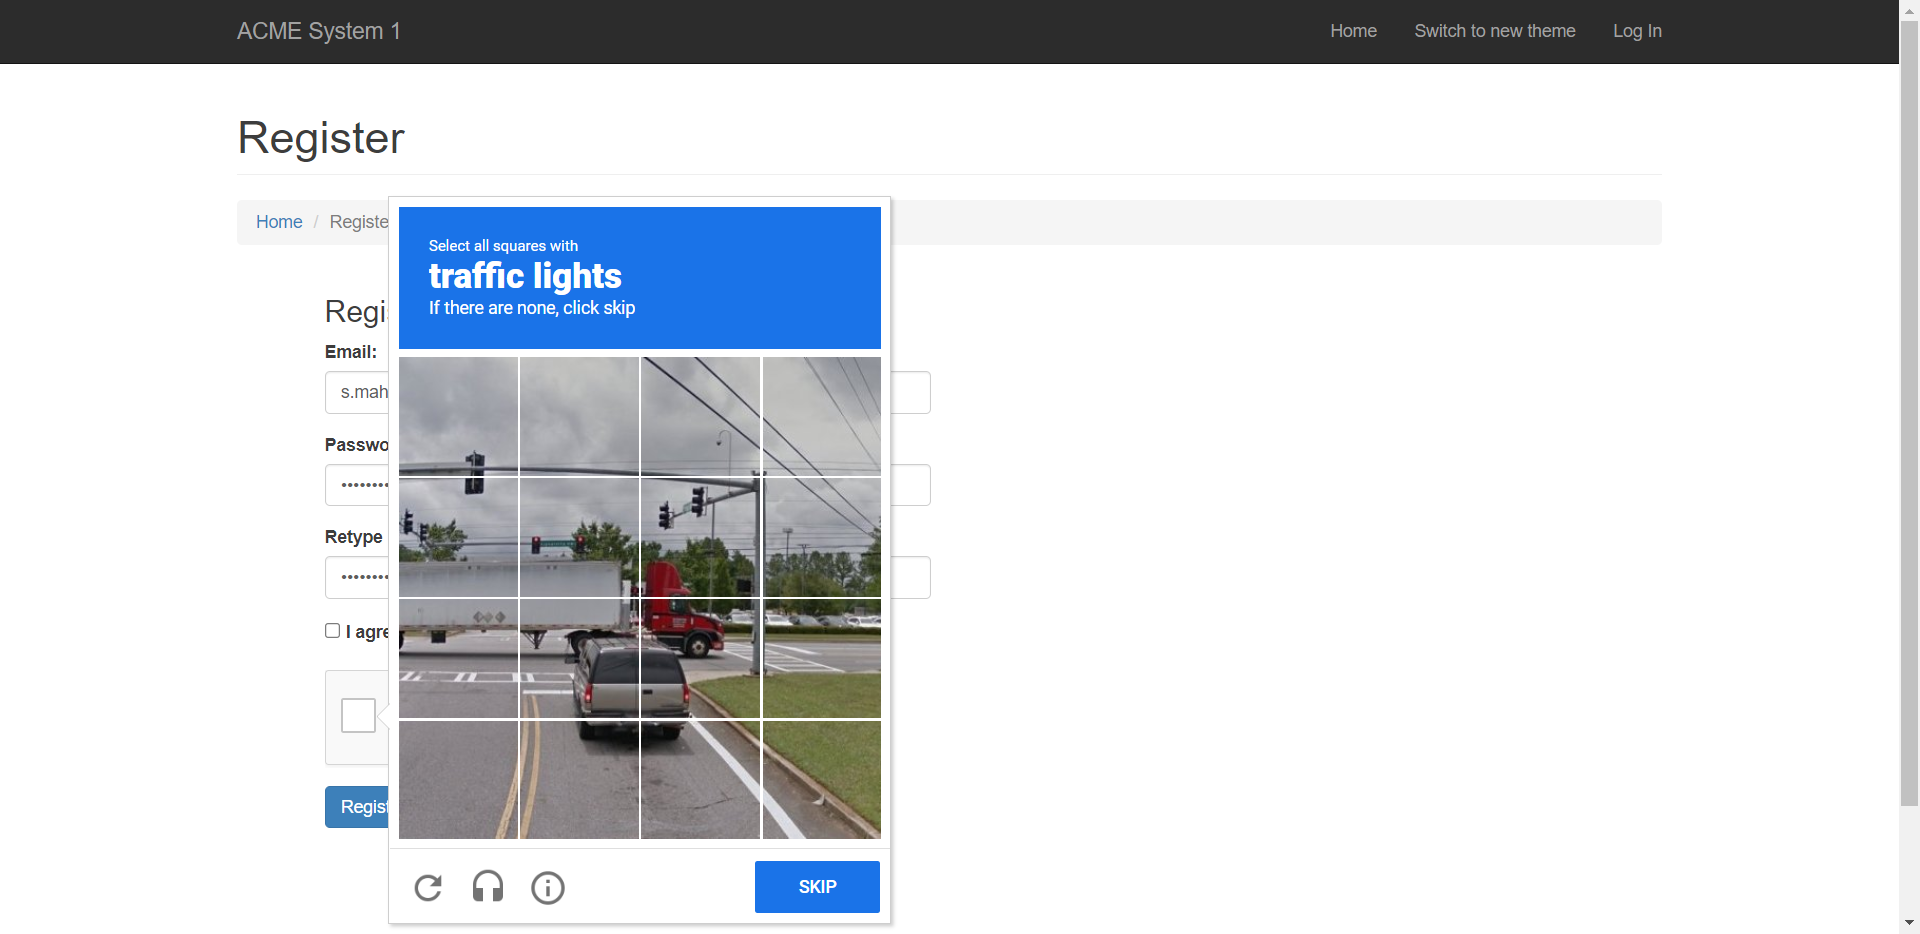 ACME System 1
Home
Switch to new theme
Log In
Register
Home / Registe
Select all squares with
traffic lights
If there are none, click skip
Regi
Email:
s.mah
Passwo
Retype
I agre
Regist
SKIP